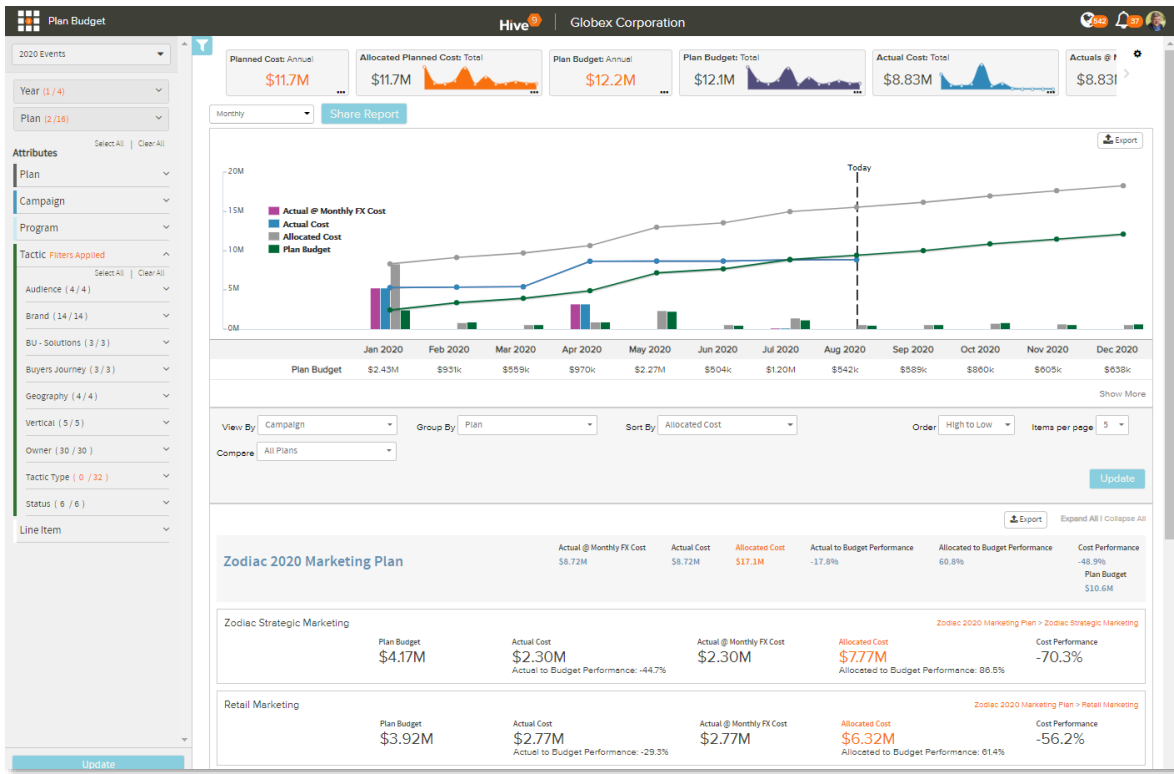 Plan Budget
Hive9 Globex Corporation
542 37
2020 Events
Year (1 / 4)
Plan (2 /16)
Select All | Clear All
Attributes
Plan
Campaign
Program
Tactic Filters Applied
Select All | Clear All
Audience ( 4 / 4 )
Brand ( 14 / 14 )
BU - Solutions ( 3 / 3 )
Buyers Journey ( 3 / 3 )
Geography ( 4 / 4 )
Vertical ( 5 / 5 )
Owner ( 30 / 30 )
Tactic Type ( 0 / 32 )
Status ( 6 / 6 )
Line Item
Update
Planned Cost: Annual
$11.7M
Allocated Planned Cost: Total
$11.7M
Plan Budget: Annual
$12.2M
Plan Budget: Total
$12.1M
Actual Cost: Total
$8.83M
Actuals @
$8.83
Monthly Share Report
Export
Today
20M
15M
10M
5M
0M
Actual @ Monthly FX Cost
Actual Cost
Allocated Cost
Plan Budget
Jan 2020 Feb 2020 Mar 2020 Apr 2020 May 2020 Jun 2020 Jul 2020 Aug 2020 Sep 2020 Oct 2020 Nov 2020 Dec 2020
Plan Budget $2.43M $931k $559k $970k $2.27M $504k $1.20M $542k $589k $860k $605k $638k
Show More
View By Campaign Group By Plan Sort By Allocated Cost Order High to Low Items per page 5
Compare All Plans
Update
Export Expand All | Collapse All
Zodiac 2020 Marketing Plan
Actual @ Monthly FX Cost Actual Cost Allocated Cost Actual to Budget Performance Allocated to Budget Performance Cost Performance
$8.72M $8.72M $17.1M -17.8% 60.8% -48.9%
Plan Budget
$10.6M
Zodiac Strategic Marketing Zodiac 2020 Marketing Plan > Zodiac Strategic Marketing
Plan Budget Actual Cost Actual @ Monthly FX Cost Allocated Cost Cost Performance
$4.17M $2.30M $2.30M $7.77M -70.3%
Actual to Budget Performance: -44.7% Allocated to Budget Performance: 86.5%
Retail Marketing Zodiac 2020 Marketing Plan > Retail Marketing
Plan Budget Actual Cost Actual @ Monthly FX Cost Allocated Cost Cost Performance
$3.92M $2.77M $2.77M $6.32M -56.2%
Actual to Budget Performance: -29.3% Allocated to Budget Performance: 61.4%